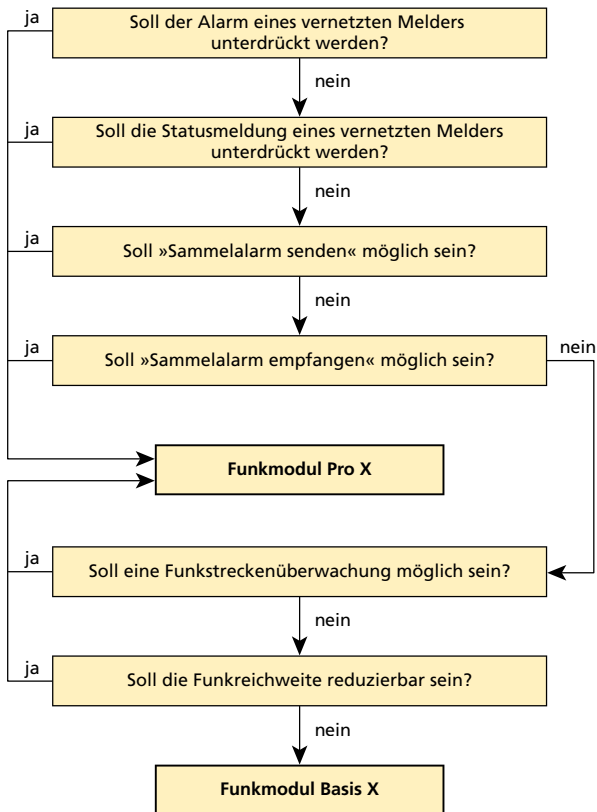 ja
Soll der Alarm eines vernetzten Melders
unterdrückt werden?
nein
ja
Soll die Statusmeldung eines vernetzten Melders
unterdrückt werden?
nein
ja
Soll »Sammelalarm senden« möglich sein?
nein
ja
Soll »Sammelalarm empfangen« möglich sein?
nein
Funkmodul Pro X
ja
Soll eine Funkstreckenüberwachung möglich sein?
nein
ja
Soll die Funkreichweite reduzierbar sein?
nein
Funkmodul Basis X